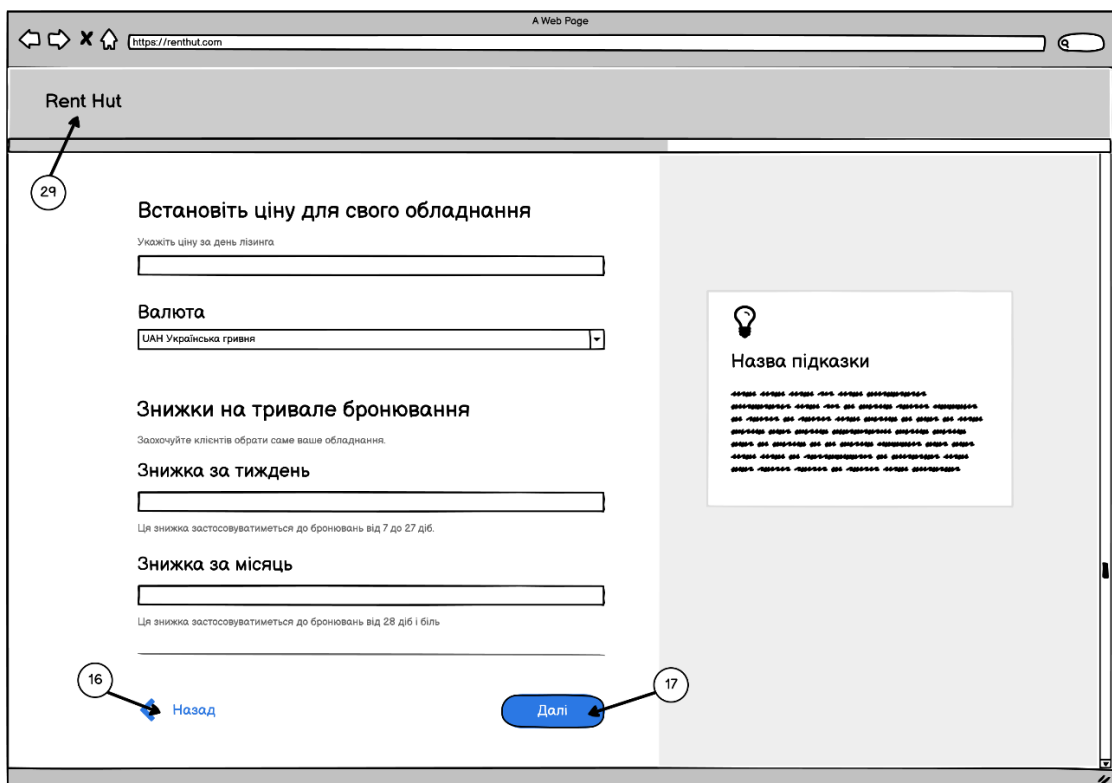 A Web Page
https://renthut.com
Rent Hut
29
Встановіть ціну для свого обладнання
Укажіть ціну за день лізинга
Валюта
UAH Українська гривня
Назва підказки
Знижки на тривале бронювання
Заохочуйте клієнтів обрати саме ваше обладнання.
Знижка за тиждень
Ця знижка застосовуватиметься до бронювань від 7 до 27 діб.
Знижка за місяць
Ця знижка застосовуватиметься до бронювань від 28 діб і біль
16
17
Назад
Далі